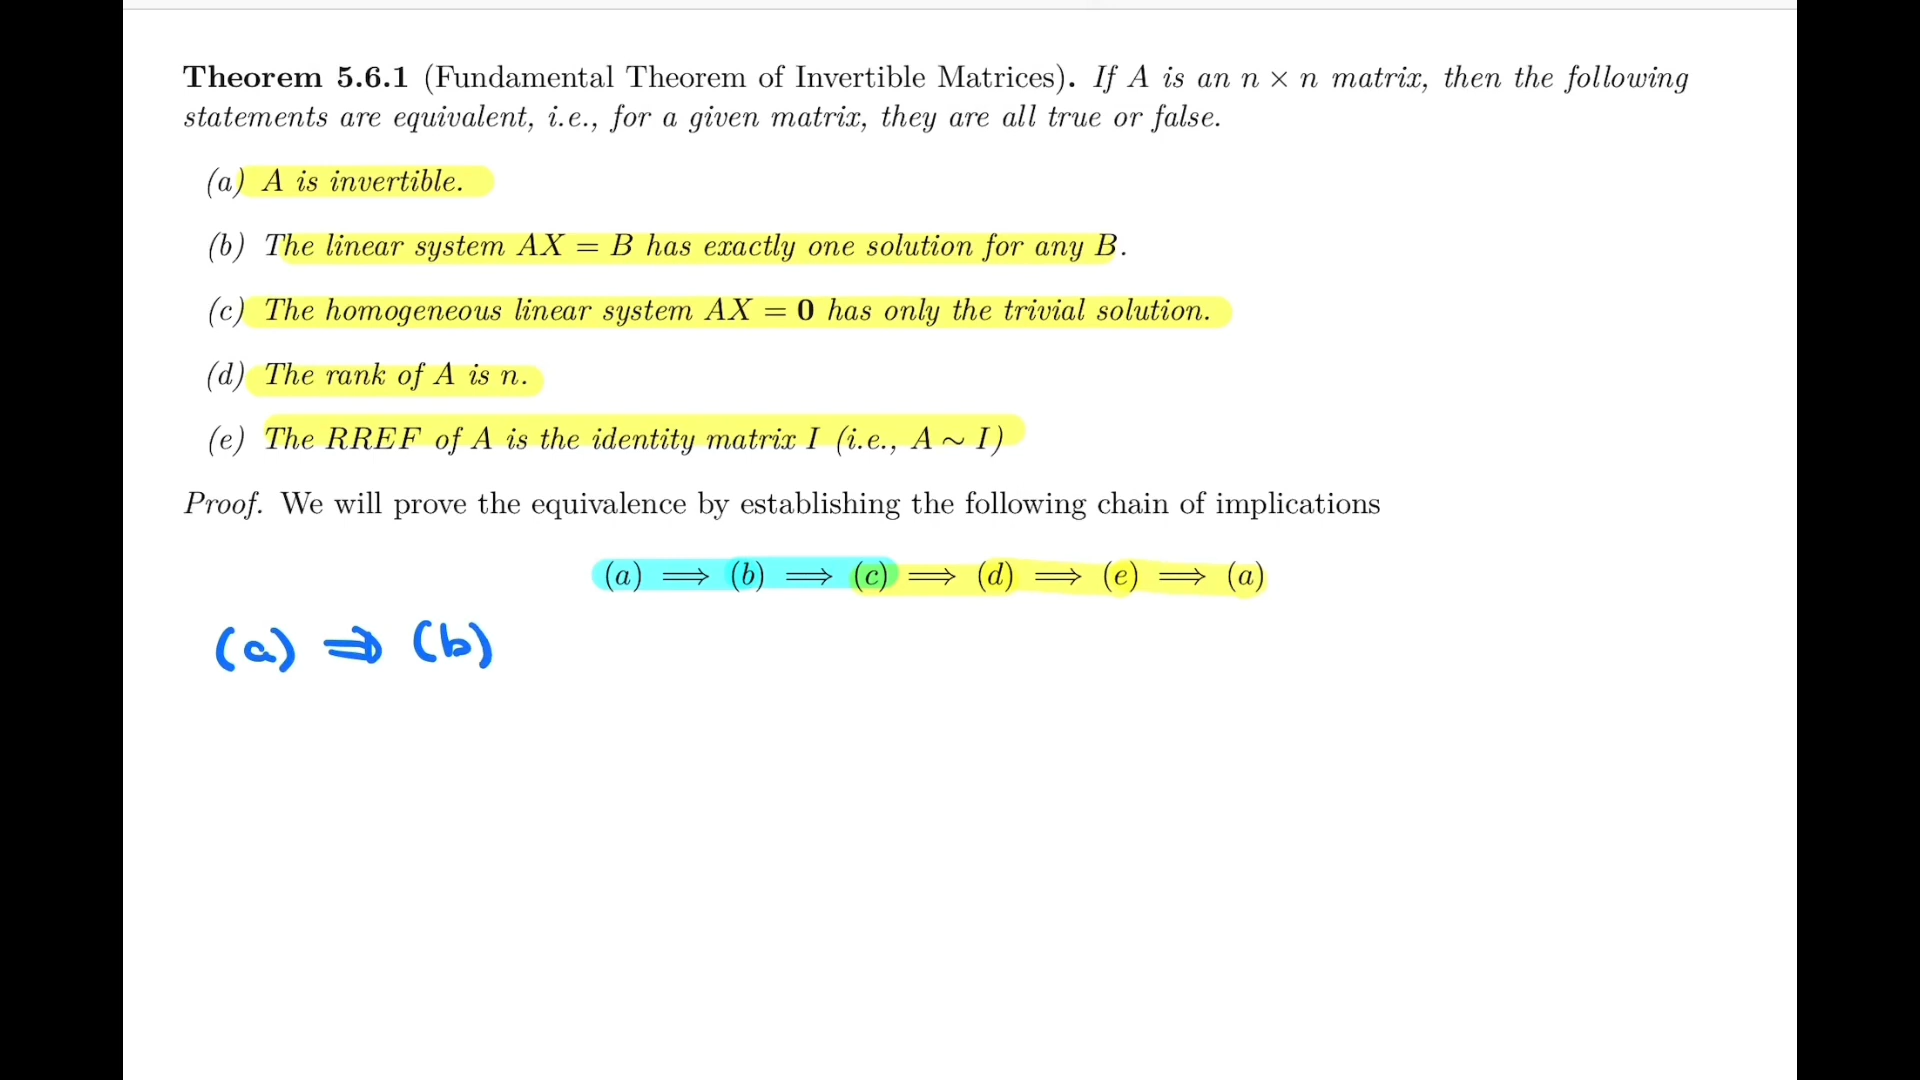 Theorem 5.6.1 (Fundamental Theorem of Invertible Matrices). If A is an n × n matrix, then the following
statements are equivalent, i.e., for a given matrix, they are all true or false.
(a) A is invertible.
(b) The linear system AX = B has exactly one solution for any B.
(c) The homogeneous linear system AX = 0 has only the trivial solution.
(d) The rank of A is n.
(e) The RREF of A is the identity matrix I (i.e., A ∼ I)
Proof. We will prove the equivalence by establishing the following chain of implications
(a) ⟹ (b) ⟹ (c) ⟹ (d) ⟹ (e) ⟹ (a)
(a) ⇒ (b)